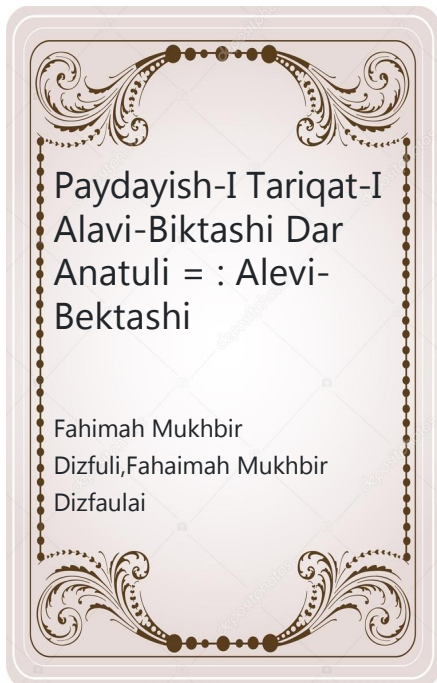 Paydayish-I Tariqat-I
Alavi-Biktashi Dar
Anatuli = : Alevi-
Bektashi
Fahimah Mukhbir
Dizfuli,Fahaimah Mukhbir
Dizfaulai